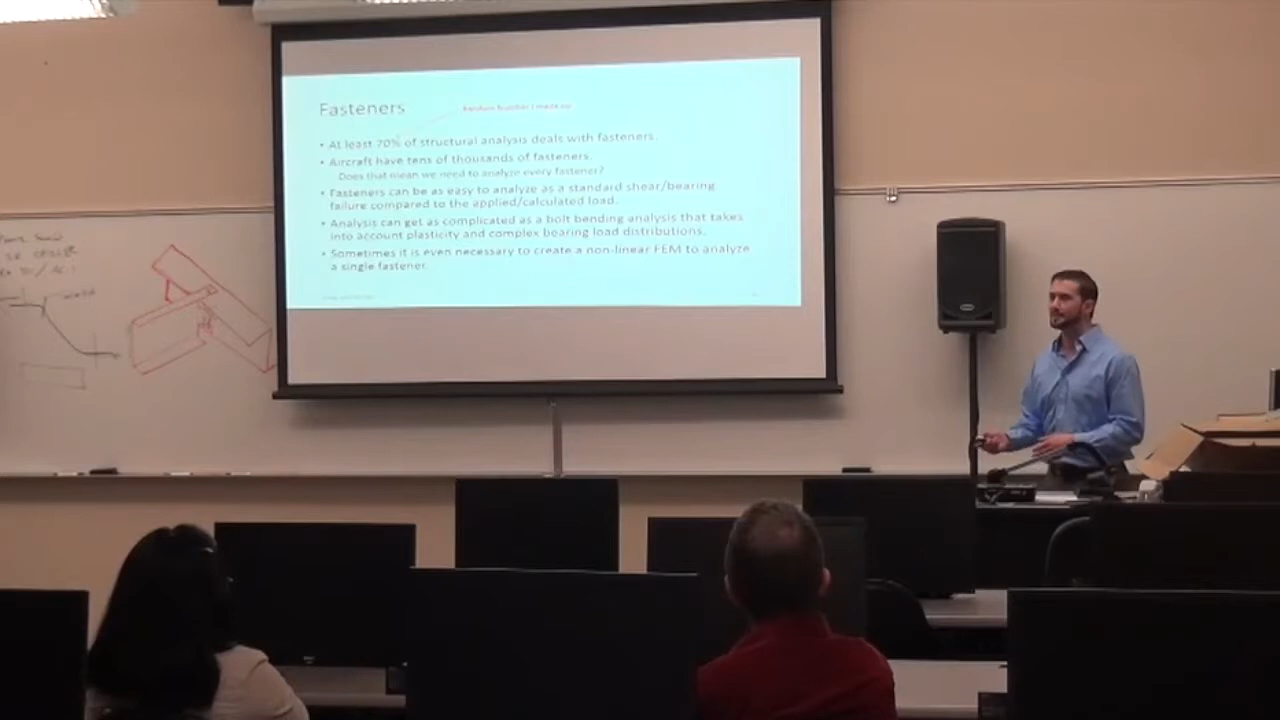 Fasteners
Random Number I made up
• At least 70% of structural analysis deals with fasteners.
• Aircraft have tens of thousands of fasteners.
Does that mean we need to analyze every fastener?
• Fasteners can be as easy to analyze as a standard shear/bearing
failure compared to the applied/calculated load.
• Analysis can get as complicated as a bolt bending analysis that takes
into account plasticity and complex bearing load distributions.
• Sometimes it is even necessary to create a non-linear FEM to analyze
a single fastener.